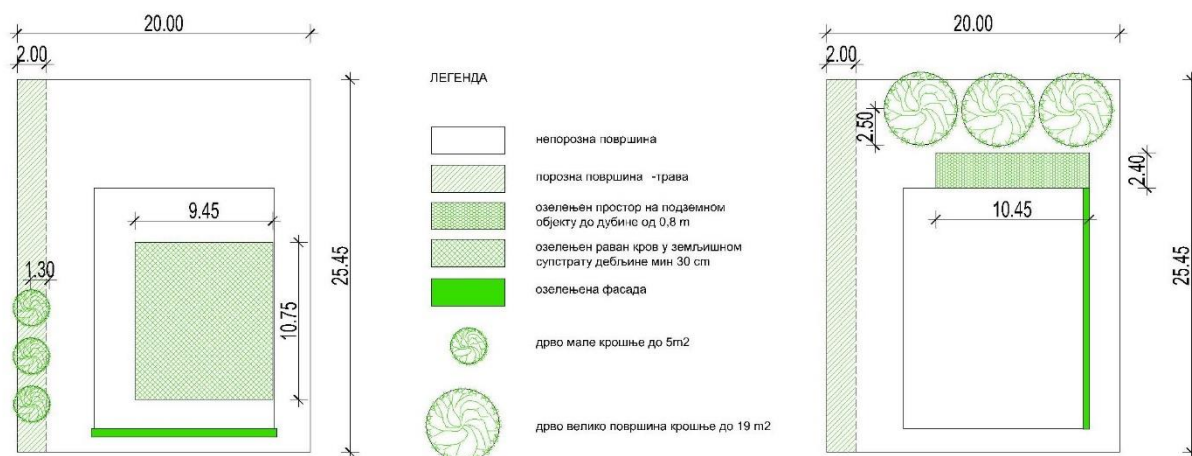 20.00
2.00
9.45
1.30
10.75
25.45
ЛЕГЕНДА
непорозна површина
порозна површина -трава
озелењен простор на подземном
објекту до дубине од 0,8 m
озелењен раван кров у земљишном
супстрату дебљине мин 30 cm
озелењена фасада
дрво мале крошње до 5m2
дрво велико површина крошње до 19 m2
20.00
2.00
2.50
2.40
10.45
25.45